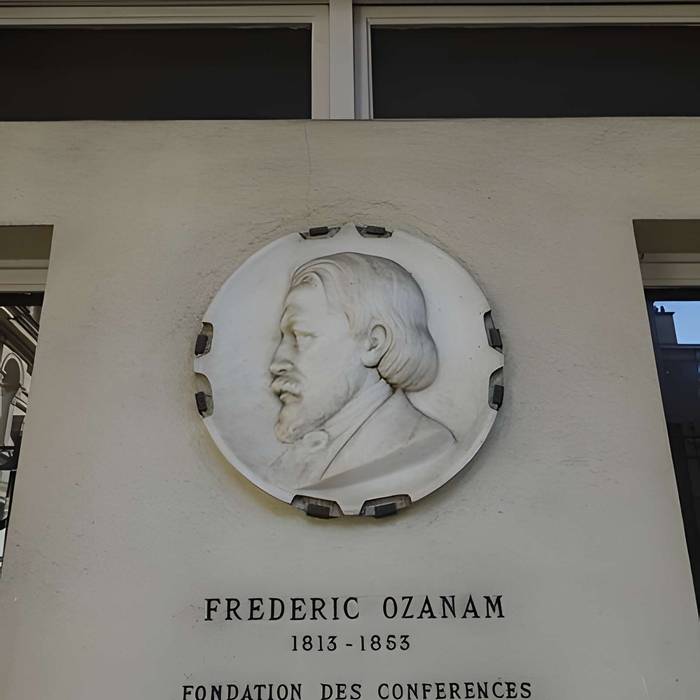 FREDERIC OZANAM
1813-1853
FONDATION DES CONFERENCES